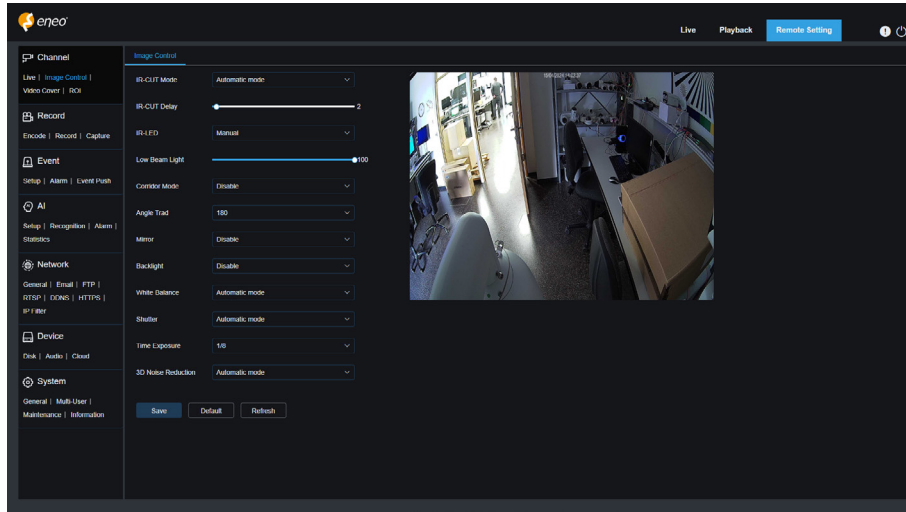 eneo
Live Playback Remote Setting
Channel
Live | Image Control |
Video Cover | ROI
Record
Encode | Record | Capture
Event
Setup | Alarm | Event Push
AI
Setup | Recognition | Alarm |
Statistics
Network
General | Email | FTP |
RTSP | DDNS | HTTPS |
IP Filter
Device
Disk | Audio | Cloud
System
General | Multi-User |
Maintenance | Information
Image Control
IR-CUT Mode Automatic mode
IR-CUT Delay 2
IR-LED Manual
Low Beam Light 100
Corridor Mode Disable
Angle Trad 180
Mirror Disable
Backlight Disable
White Balance Automatic mode
Shutter Automatic mode
Time Exposure 1/8
3D Noise Reduction Automatic mode
Save Default Refresh